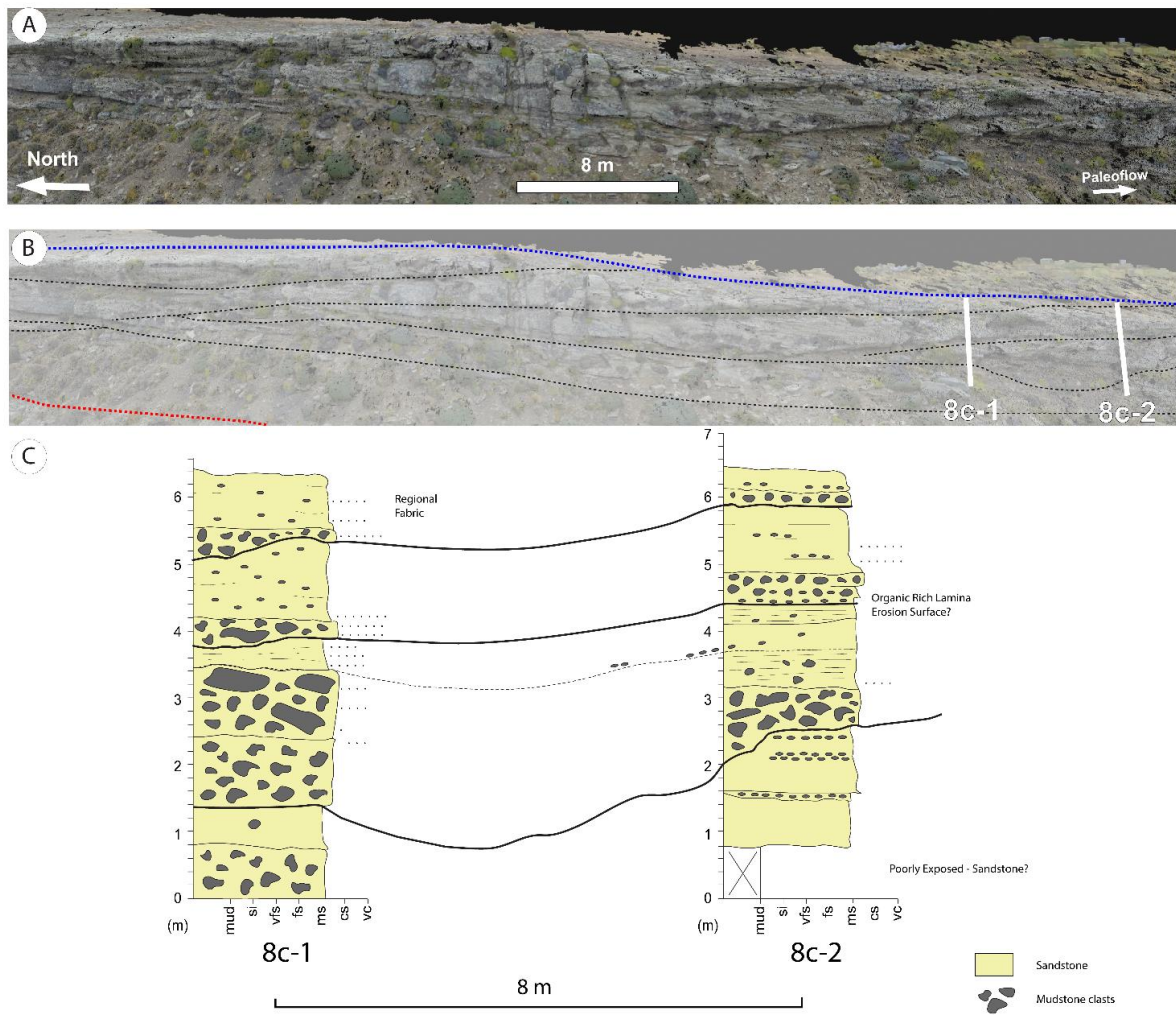 A
North
8 m
Paleoflow
B
8c-1
8c-2
C
7
6
6
Regional
Fabric
5
5
Organic Rich Lamina
Erosion Surface?
4
4
3
3
2
2
1
1
Poorly Exposed - Sandstone?
0
0
(m)
mud
si
vfs
fs
ms
cs
vc
(m)
mud
si
vfs
fs
ms
cs
vc
8c-1
8c-2
Sandstone
8 m
Mudstone clasts